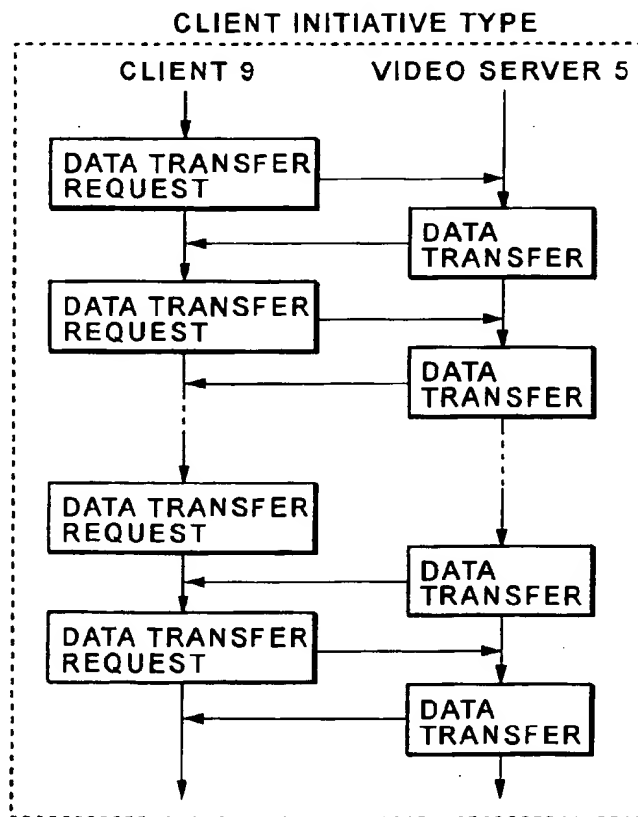 CLIENT INITIATIVE TYPE
CLIENT 9
VIDEO SERVER 5
DATA TRANSFER
REQUEST
DATA
TRANSFER
DATA TRANSFER
REQUEST
DATA
TRANSFER
DATA TRANSFER
REQUEST
DATA
TRANSFER
DATA TRANSFER
REQUEST
DATA
TRANSFER